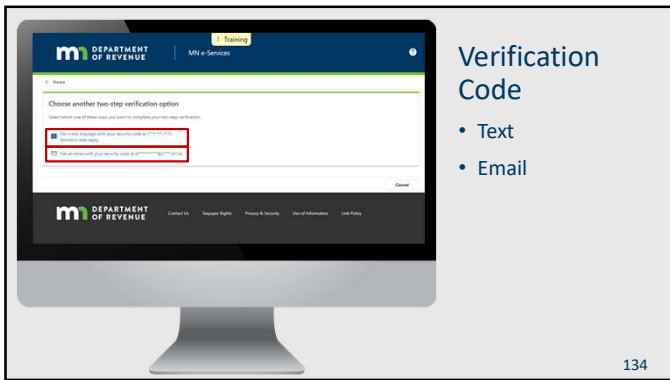 Training
DEPARTMENT
OF REVENUE
MN e-Services
Home
Choose another two-step verification option
Select which one of these ways you want to complete your two-step verification.
Get a text message with your security code at
Standard rates apply.
Get an email with your security code at
Cancel
DEPARTMENT
OF REVENUE
Contact Us Taxpayer Rights Privacy & Security Use of Information Link Policy
Verification
Code
• Text
• Email
134